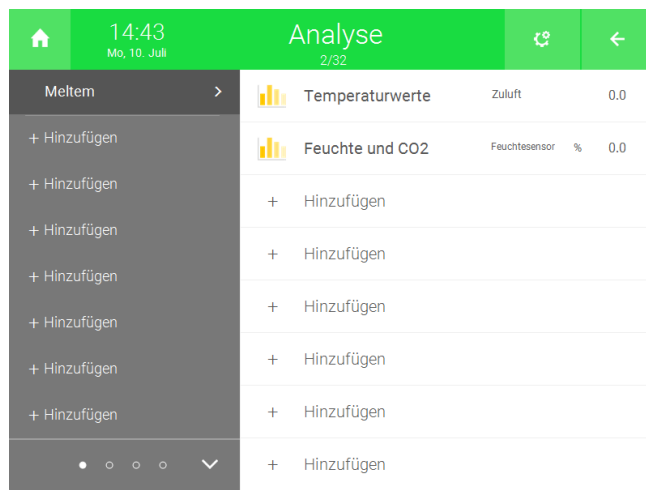 14:43
Mo, 10. Juli
Analyse
2/32
Meltem
+ Hinzufügen
+ Hinzufügen
+ Hinzufügen
+ Hinzufügen
+ Hinzufügen
+ Hinzufügen
+ Hinzufügen
Temperaturwerte Zuluft 0.0
Feuchte und CO2 Feuchtesensor % 0.0
+ Hinzufügen
+ Hinzufügen
+ Hinzufügen
+ Hinzufügen
+ Hinzufügen
+ Hinzufügen